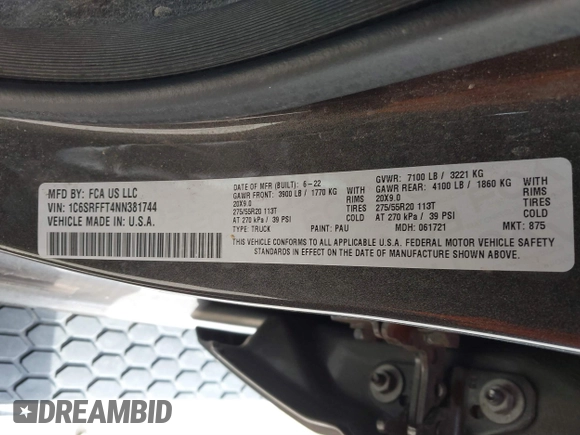 MFD BY: FCA US LLC
VIN: 1C6SRFFT4NN381744
VEHICLE MADE IN: U.S.A.
DATE OF MFR (BUILT): 6-22
GAWR FRONT: 3900 LB / 1770 KG WITH
20X9.0 RIMS
275/55R20 113T TIRES
AT 270 kPa / 39 PSI
TYPE: TRUCK PAINT: PAU
GVWR: 7100 LB / 3221 KG
GAWR REAR: 4100 LB / 1860 KG WITH
20X9.0 RIMS
275/55R20 113T TIRES
AT 270 kPa / 39 PSI
MDH: 061721 MKT: 875
THIS VEHICLE CONFORMS TO ALL APPLICABLE U.S.A. FEDERAL MOTOR VEHICLE SAFETY
STANDARDS IN EFFECT ON THE DATE OF MANUFACTURE SHOWN ABOVE.
DREAMBID